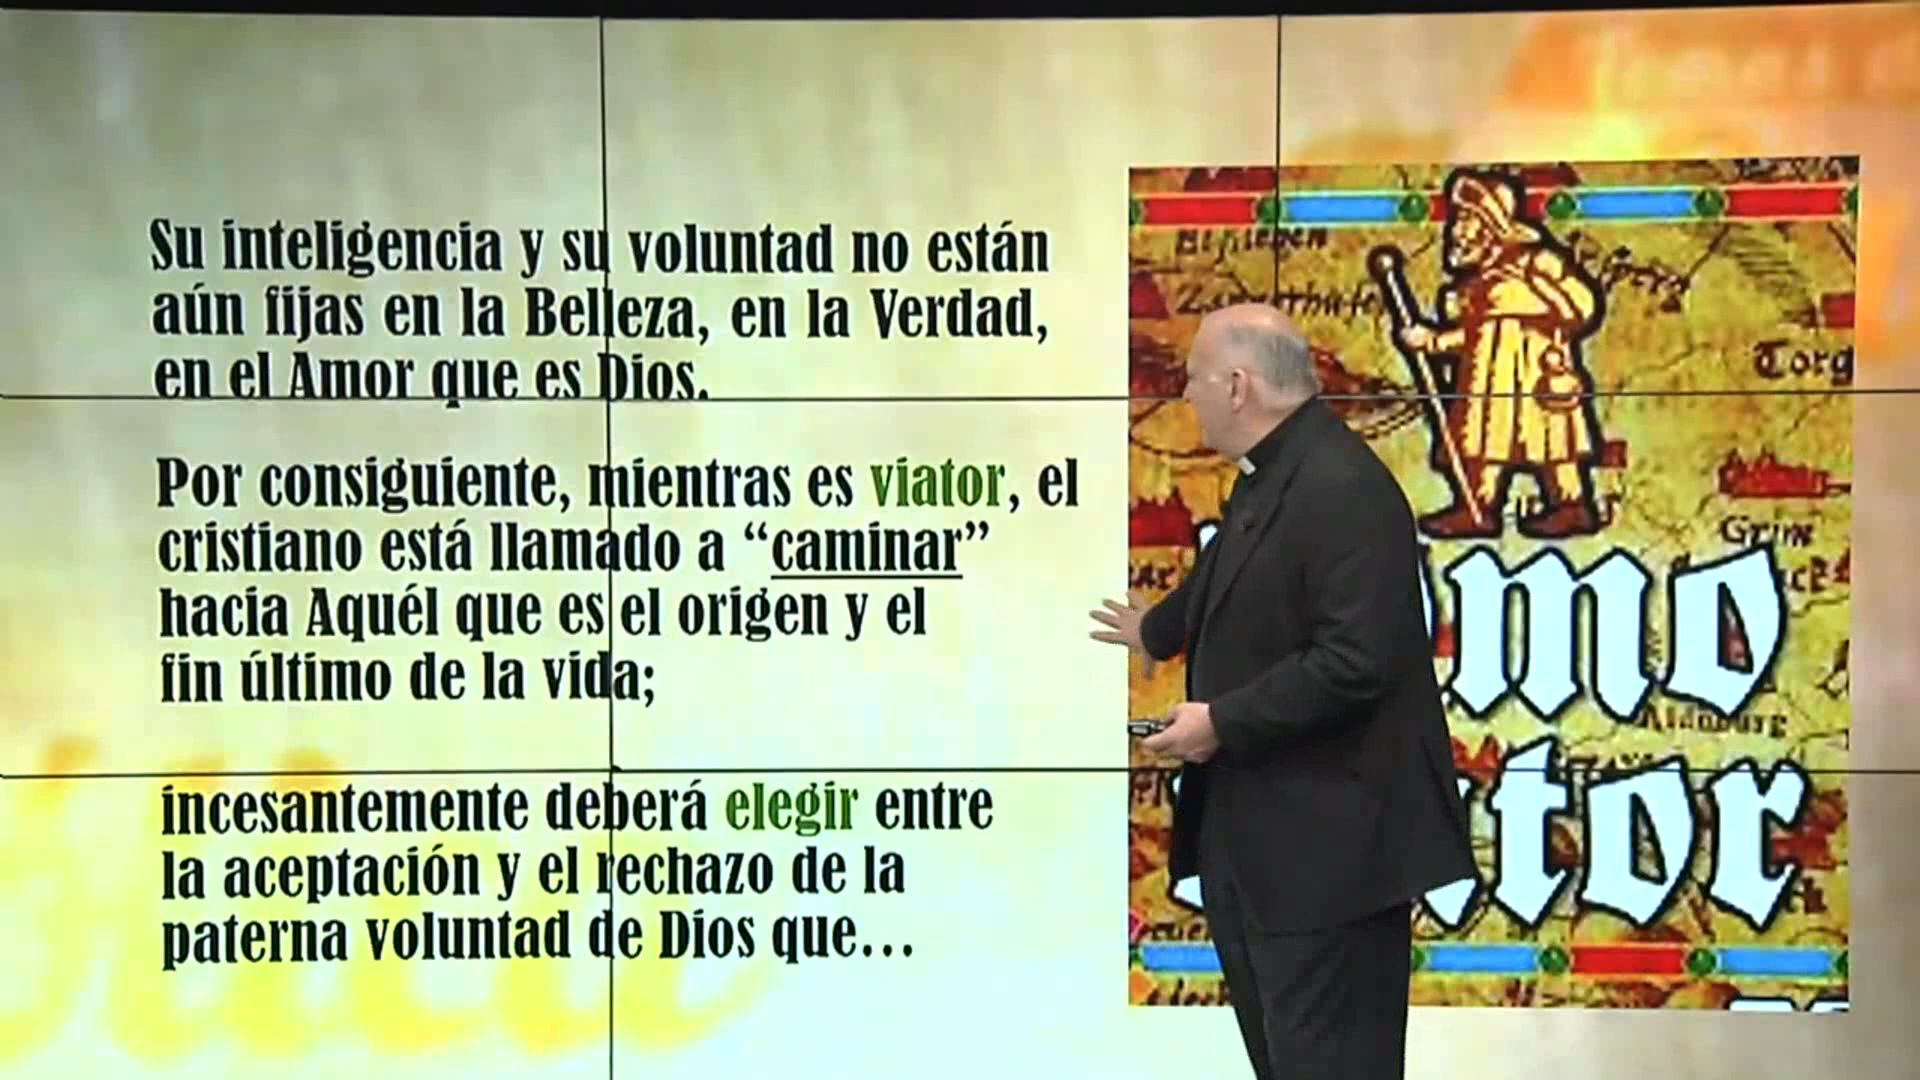 Su inteligencia y su voluntad no están
aún fijas en la Belleza, en la Verdad,
en el Amor que es Dios.
Por consiguiente, mientras es viator, el
cristiano está llamado a “caminar”
hacia Aquél que es el origen y el
fin último de la vida;
incesantemente deberá elegir entre
la aceptación y el rechazo de la
paterna voluntad de Dios que…
Torg
Grim
Aldenburg